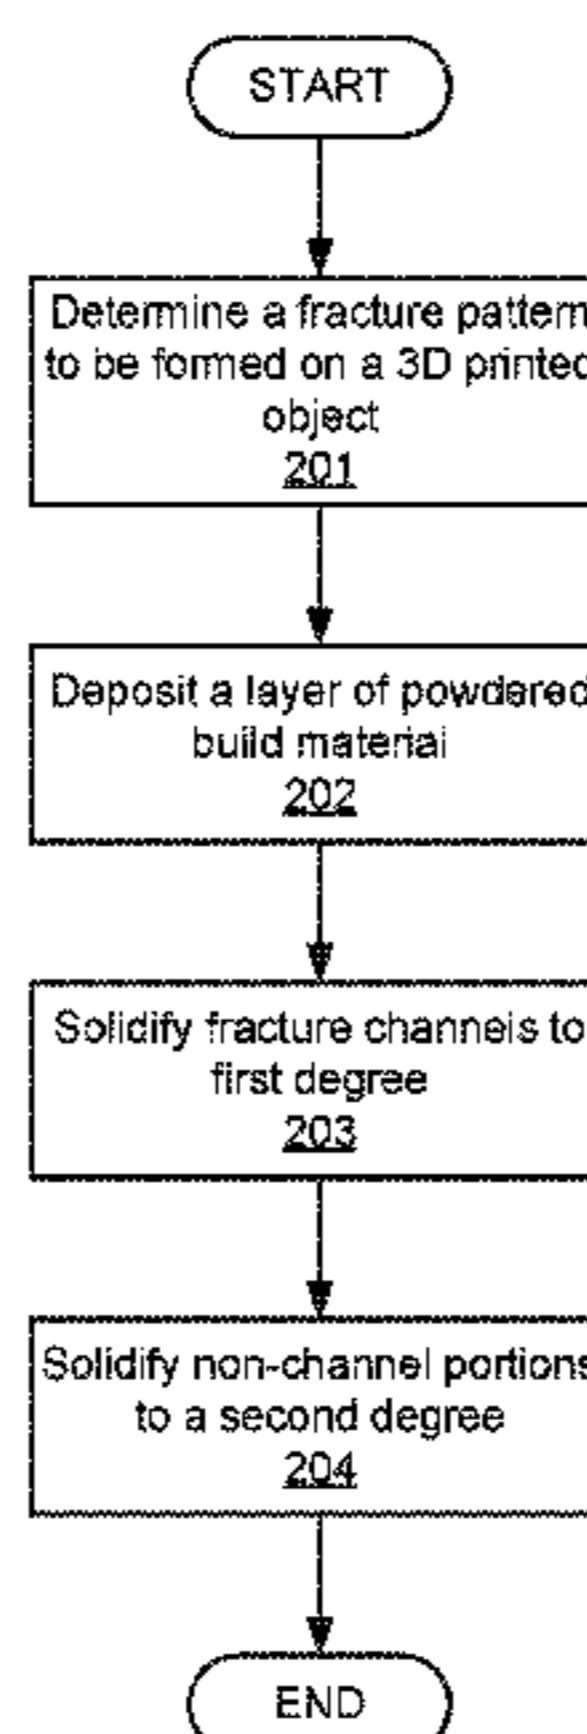 START
Determine a fracture pattern
to be formed on a 3D printed
object
201
Deposit a layer of powdered
build material
202
Solidify fracture channels to
first degree
203
Solidify non-channel portions
to a second degree
204
END